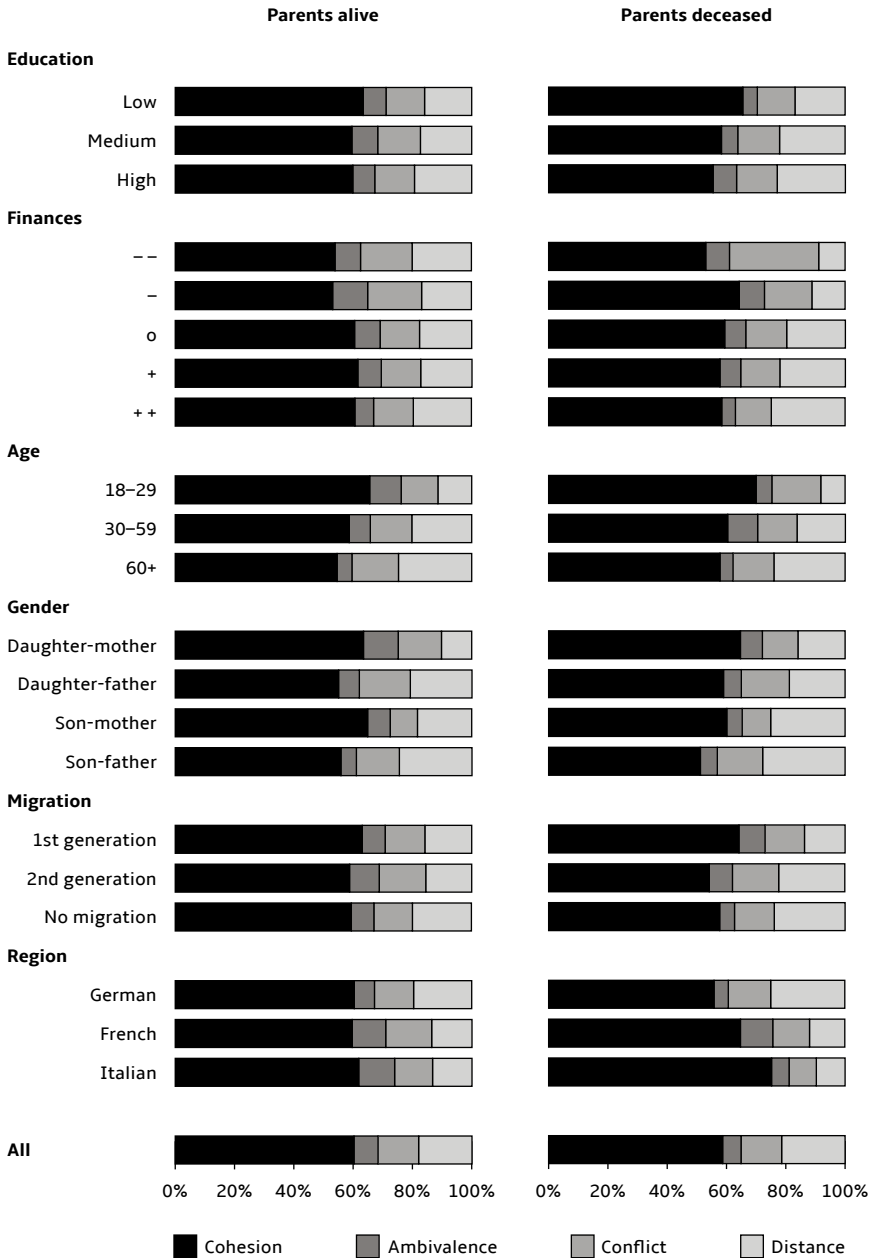 Parents alive Parents deceased
Education
Low
Medium
High
Finances
– –
–
o
+
+ +
Age
18–29
30–59
60+
Gender
Daughter-mother
Daughter-father
Son-mother
Son-father
Migration
1st generation
2nd generation
No migration
Region
German
French
Italian
All
0% 20% 40% 60% 80% 100% 0% 20% 40% 60% 80% 100%
Cohesion Ambivalence Conflict Distance